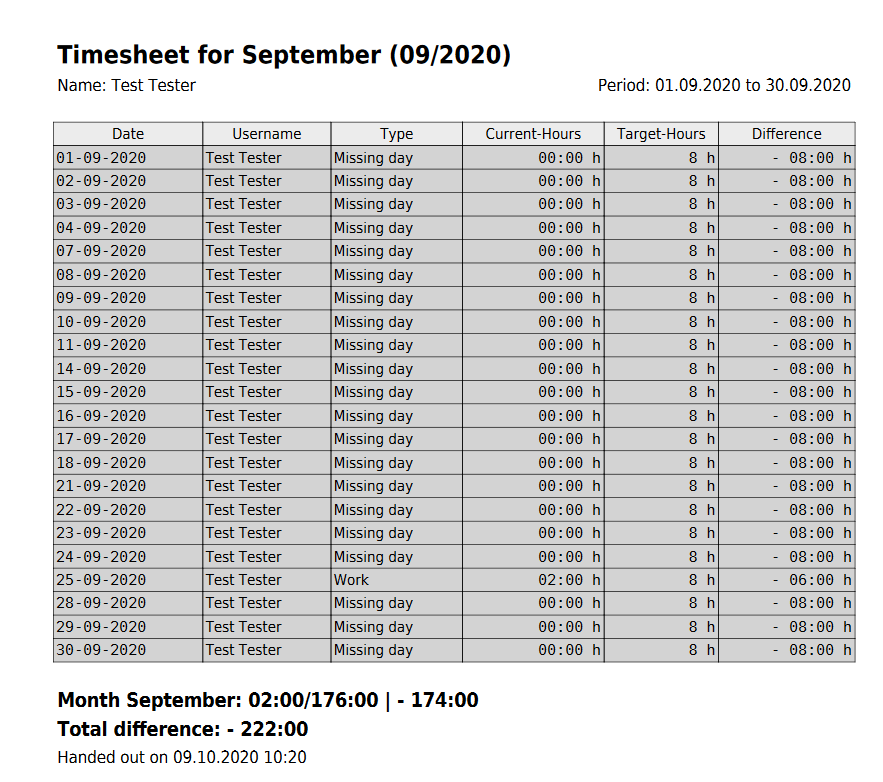 Timesheet for September (09/2020)
Name: Test Tester Period: 01.09.2020 to 30.09.2020
Date Username Type Current-Hours Target-Hours Difference
01-09-2020 Test Tester Missing day 00:00 h 8 h - 08:00 h
02-09-2020 Test Tester Missing day 00:00 h 8 h - 08:00 h
03-09-2020 Test Tester Missing day 00:00 h 8 h - 08:00 h
04-09-2020 Test Tester Missing day 00:00 h 8 h - 08:00 h
07-09-2020 Test Tester Missing day 00:00 h 8 h - 08:00 h
08-09-2020 Test Tester Missing day 00:00 h 8 h - 08:00 h
09-09-2020 Test Tester Missing day 00:00 h 8 h - 08:00 h
10-09-2020 Test Tester Missing day 00:00 h 8 h - 08:00 h
11-09-2020 Test Tester Missing day 00:00 h 8 h - 08:00 h
14-09-2020 Test Tester Missing day 00:00 h 8 h - 08:00 h
15-09-2020 Test Tester Missing day 00:00 h 8 h - 08:00 h
16-09-2020 Test Tester Missing day 00:00 h 8 h - 08:00 h
17-09-2020 Test Tester Missing day 00:00 h 8 h - 08:00 h
18-09-2020 Test Tester Missing day 00:00 h 8 h - 08:00 h
21-09-2020 Test Tester Missing day 00:00 h 8 h - 08:00 h
22-09-2020 Test Tester Missing day 00:00 h 8 h - 08:00 h
23-09-2020 Test Tester Missing day 00:00 h 8 h - 08:00 h
24-09-2020 Test Tester Missing day 00:00 h 8 h - 08:00 h
25-09-2020 Test Tester Work 02:00 h 8 h - 06:00 h
28-09-2020 Test Tester Missing day 00:00 h 8 h - 08:00 h
29-09-2020 Test Tester Missing day 00:00 h 8 h - 08:00 h
30-09-2020 Test Tester Missing day 00:00 h 8 h - 08:00 h
Month September: 02:00/176:00 | - 174:00
Total difference: - 222:00
Handed out on 09.10.2020 10:20